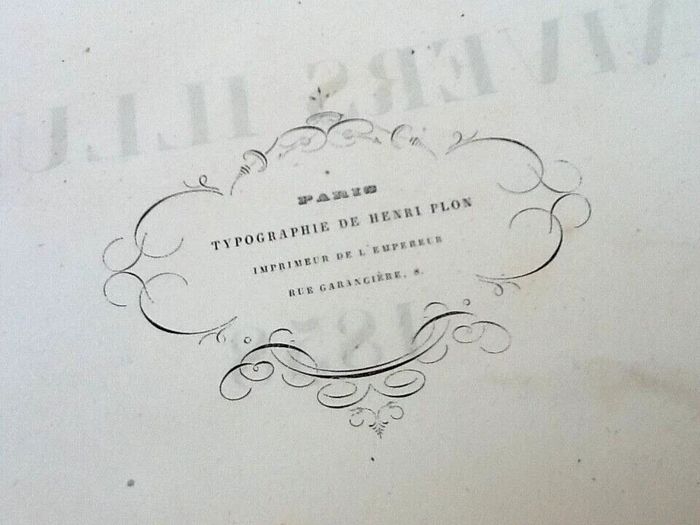 PARIS
TYPOGRAPHIE DE HENRI PLON
IMPRIMEUR DE L'EMPEREUR
RUE GARANCIÈRE, 8.